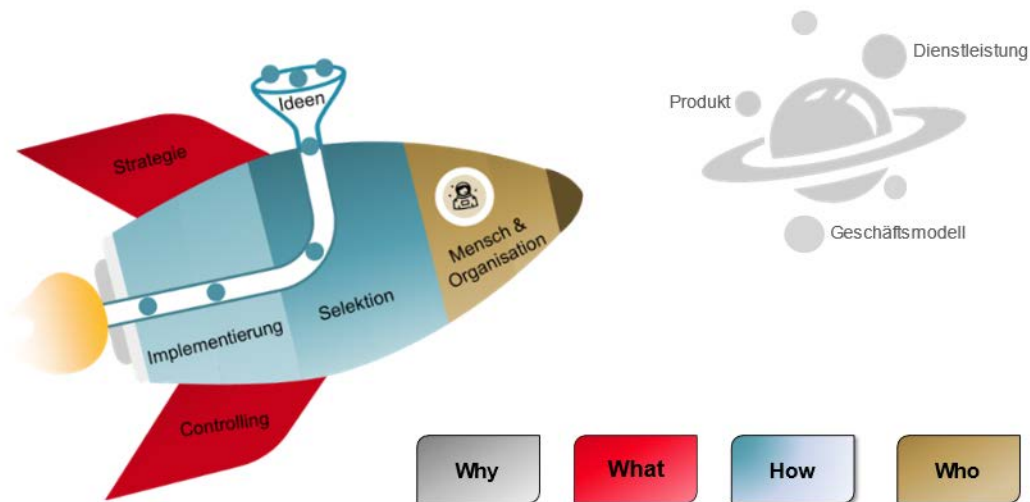 Dienstleistung
Ideen
Produkt
Strategie
Mensch &
Organisation
Geschäftsmodell
Selektion
Implementierung
Controlling
Why
What
How
Who